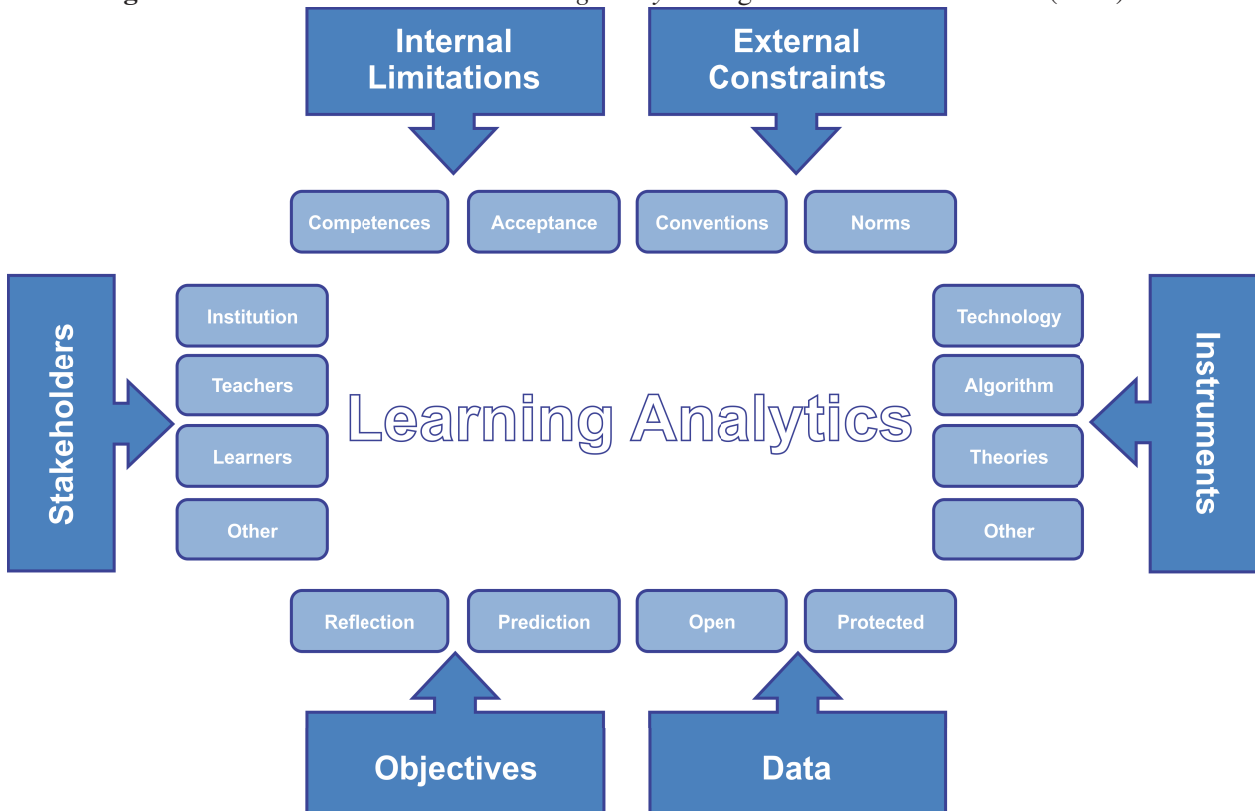 Internal
Limitations
External
Constraints
Competences
Acceptance
Conventions
Norms
Stakeholders
Institution
Teachers
Learners
Other
Learning Analytics
Technology
Algorithm
Theories
Other
Instruments
Reflection
Prediction
Open
Protected
Objectives
Data